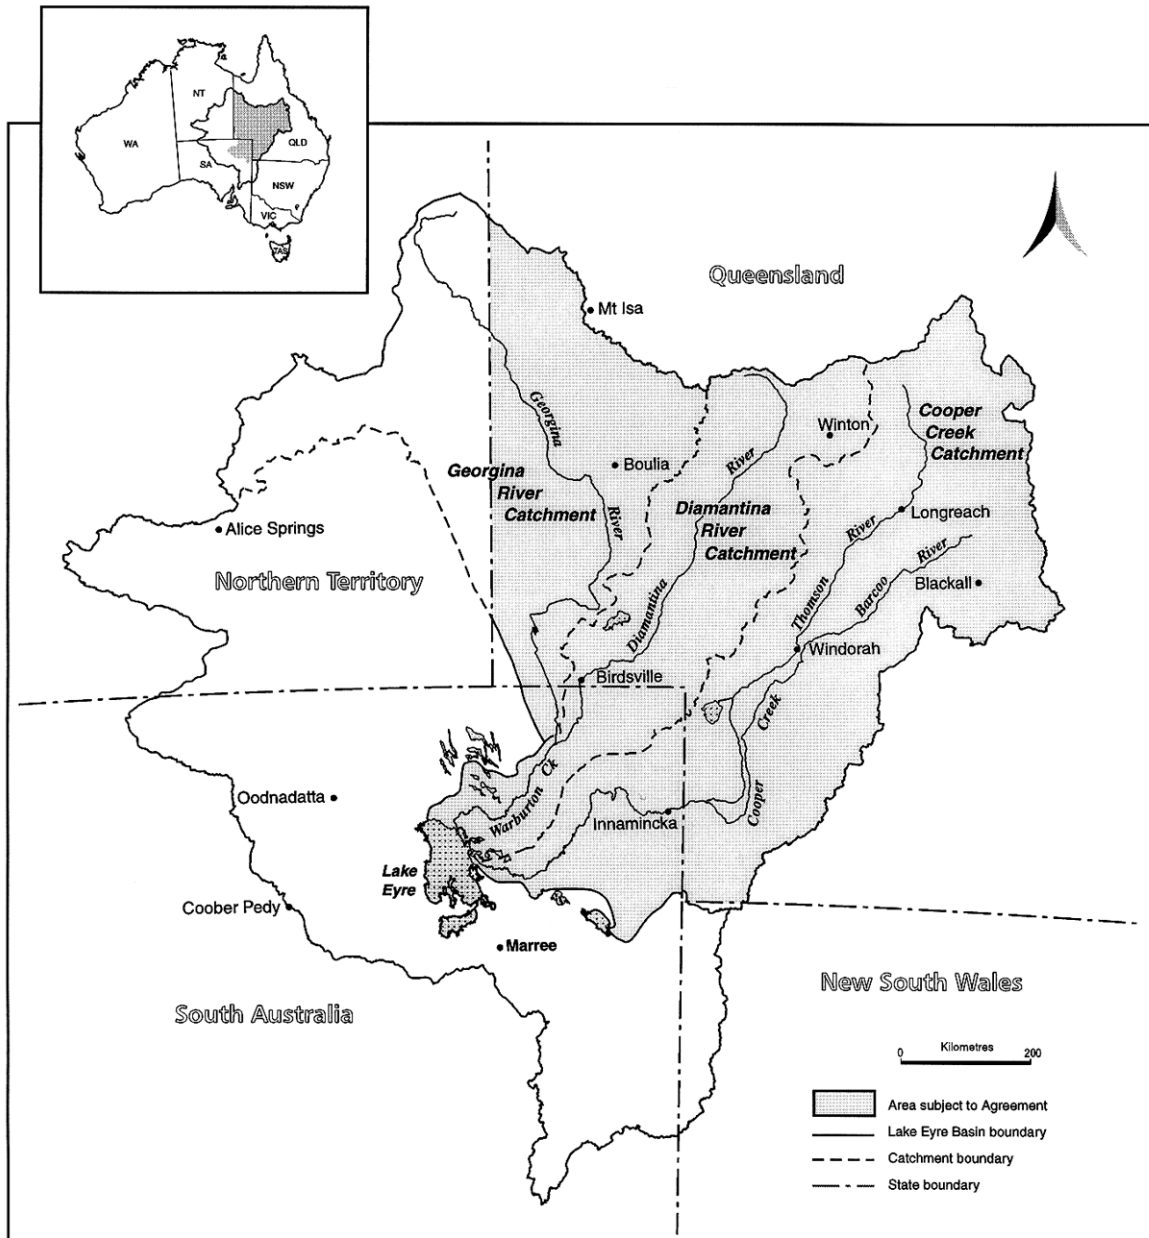 NT
WA
QLD
SA
NSW
VIC
TAS
Queensland
Mt Isa
Georgina
River
Winton
Cooper
Creek
Catchment
Boulia
River
Georgina
River
Catchment
Diamantina
River
Catchment
Longreach
River
River
Alice Springs
Northern Territory
Blackall
Barcoo
Thomson
Diamantina
Windorah
Birdsville
Creek
Warburton Ck
Oodnadatta
Cooper
Innamincka
Lake
Eyre
Coober Pedy
Marree
New South Wales
South Australia
Kilometres
0 200
Area subject to Agreement
Lake Eyre Basin boundary
Catchment boundary
State boundary